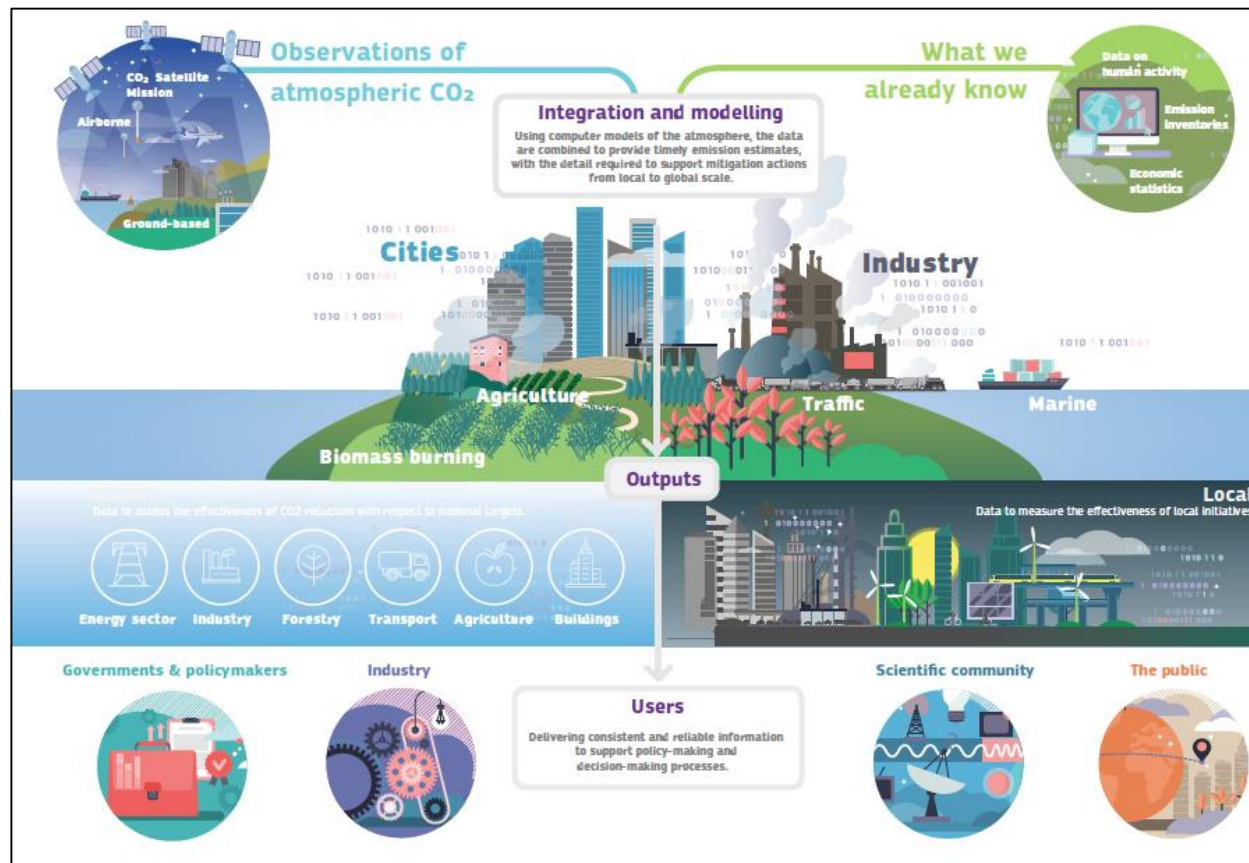 Observations of
atmospheric CO₂
What we
already know
CO₂ Satellite
Mission
Airborne
Ground-based
Integration and modelling
Using computer models of the atmosphere, the data
are combined to provide timely emission estimates,
with the detail required to support mitigation actions
from local to global scale.
Data on
human activity
Emission
Inventories
Economic
statistics
Cities
Industry
Agriculture
Traffic
Marine
Biomass burning
Outputs
Data to assess the effectiveness of CO2 reduction with respect to national targets.
Energy sector
Industry
Forestry
Transport
Agriculture
Buildings
Local
Data to measure the effectiveness of local initiatives
Governments & policymakers
Industry
Users
Delivering consistent and reliable information
to support policy-making and
decision-making processes.
Scientific community
The public